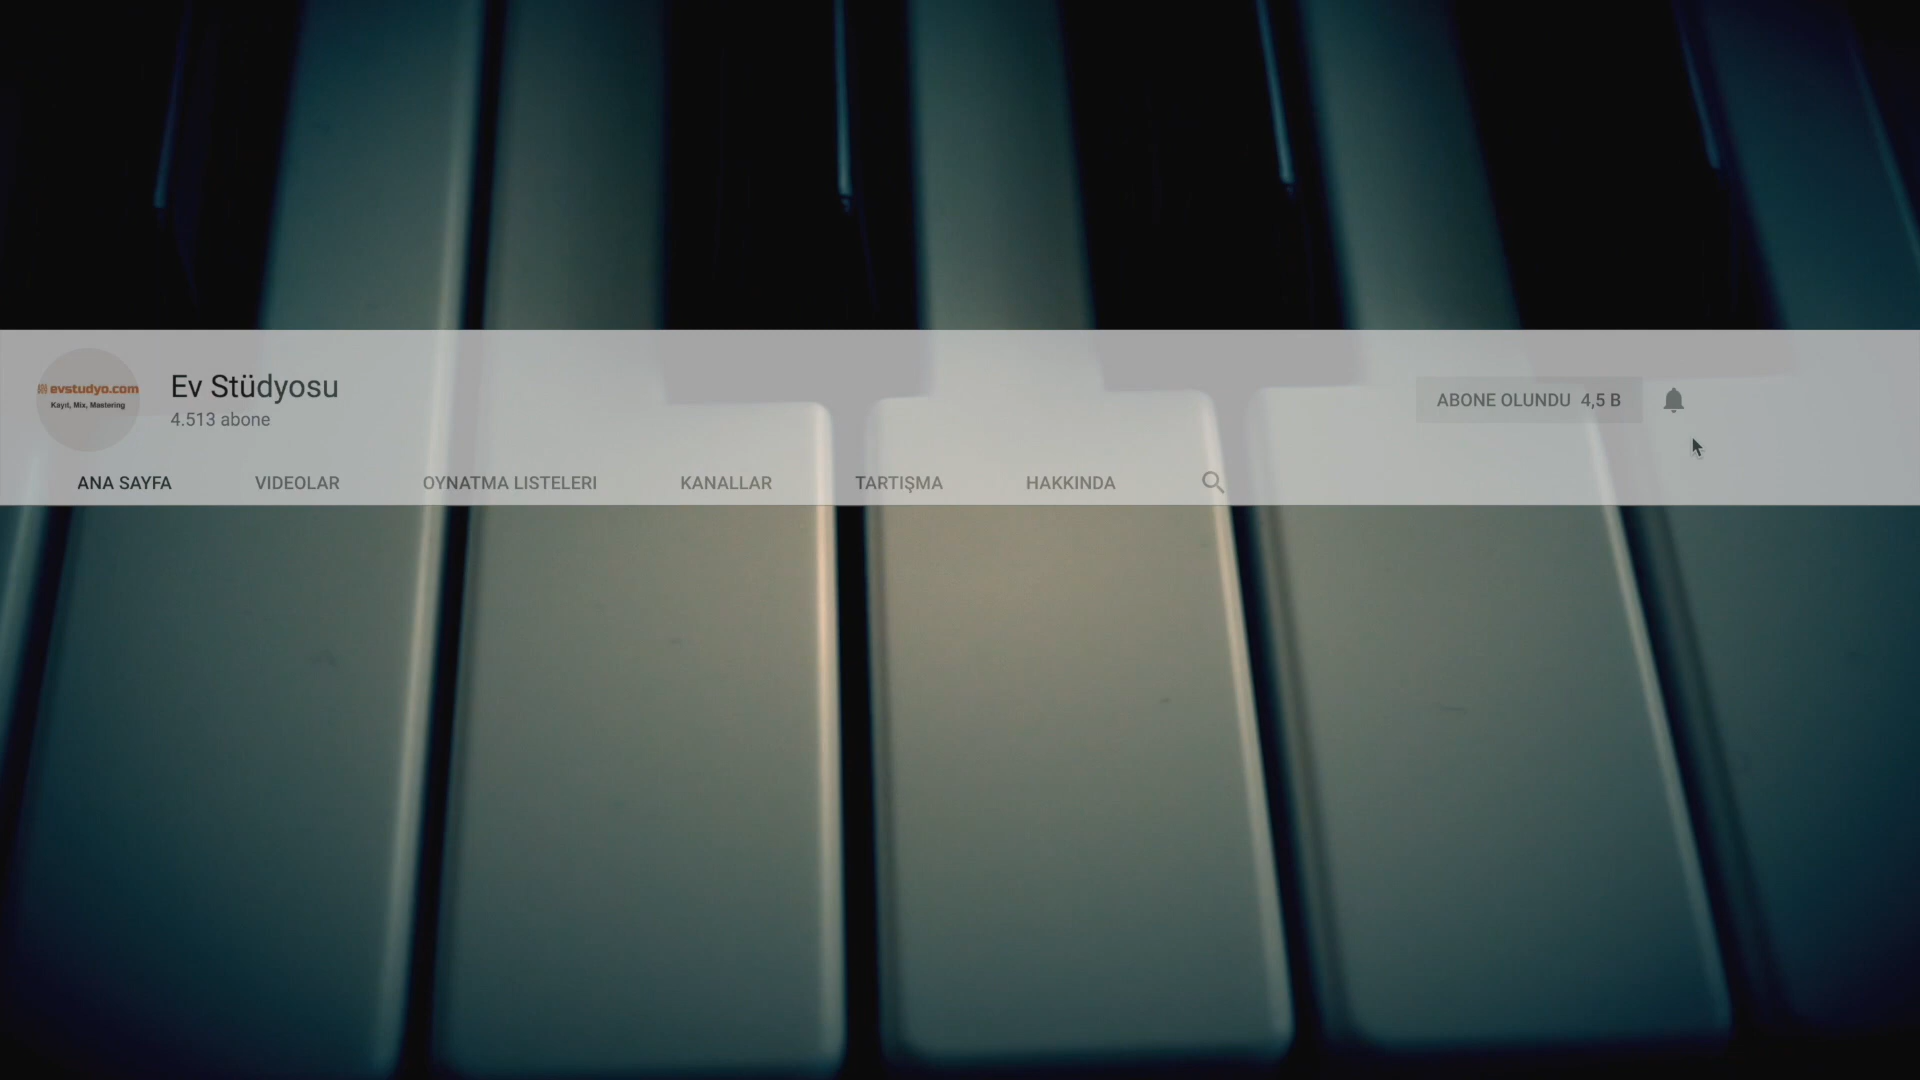 evstudyo.com
Kayıt, Mix, Mastering
Ev Stüdyosu
4.513 abone
ABONE OLUNDU 4,5 B
ANA SAYFA
VIDEOLAR
OYNATMA LISTELERI
KANALLAR
TARTIŞMA
HAKKINDA